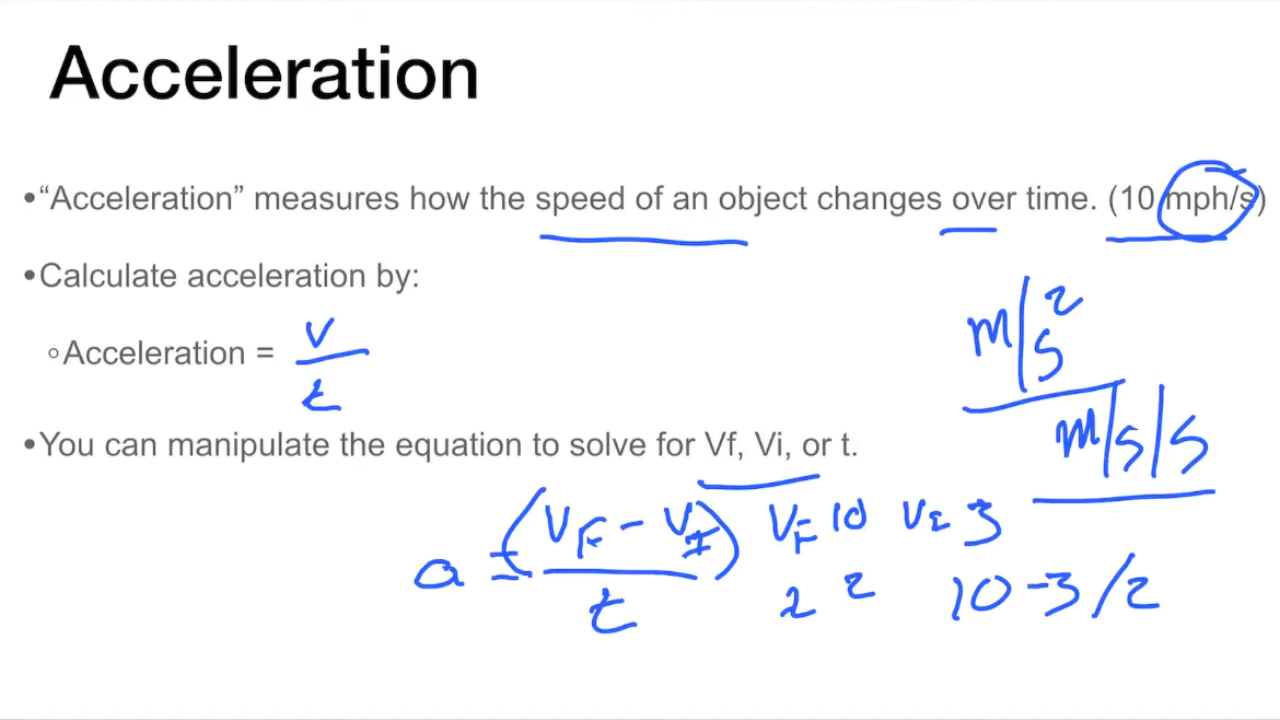 Acceleration
•“Acceleration” measures how the speed of an object changes over time. (10 mph/s)
•Calculate acceleration by:
m/s²
◦Acceleration = v/t
m/s/s
•You can manipulate the equation to solve for Vf, Vi, or t.
a = (VF - VI)/t
VF 10 VI 3
2 10-3/2